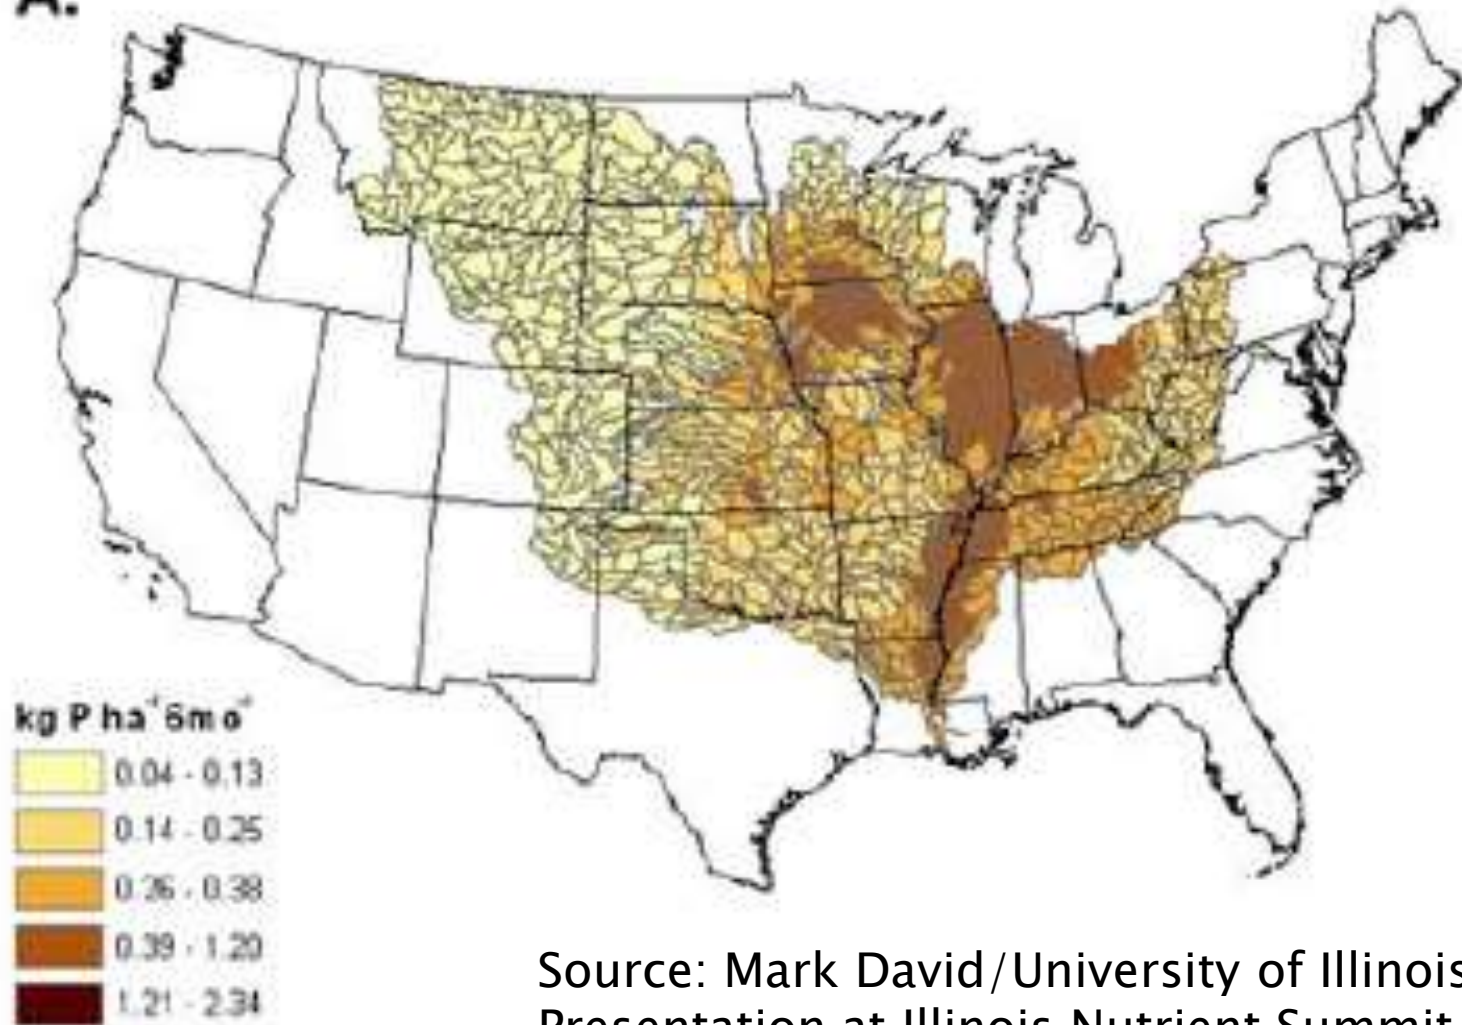 A.
kg P ha⁻¹ 6mo⁻¹
0.04 - 0.13
0.14 - 0.25
0.26 - 0.38
0.39 - 1.20
1.21 - 2.34
Source: Mark David/University of Illinois
Presentation at Illinois Nutrient Summit